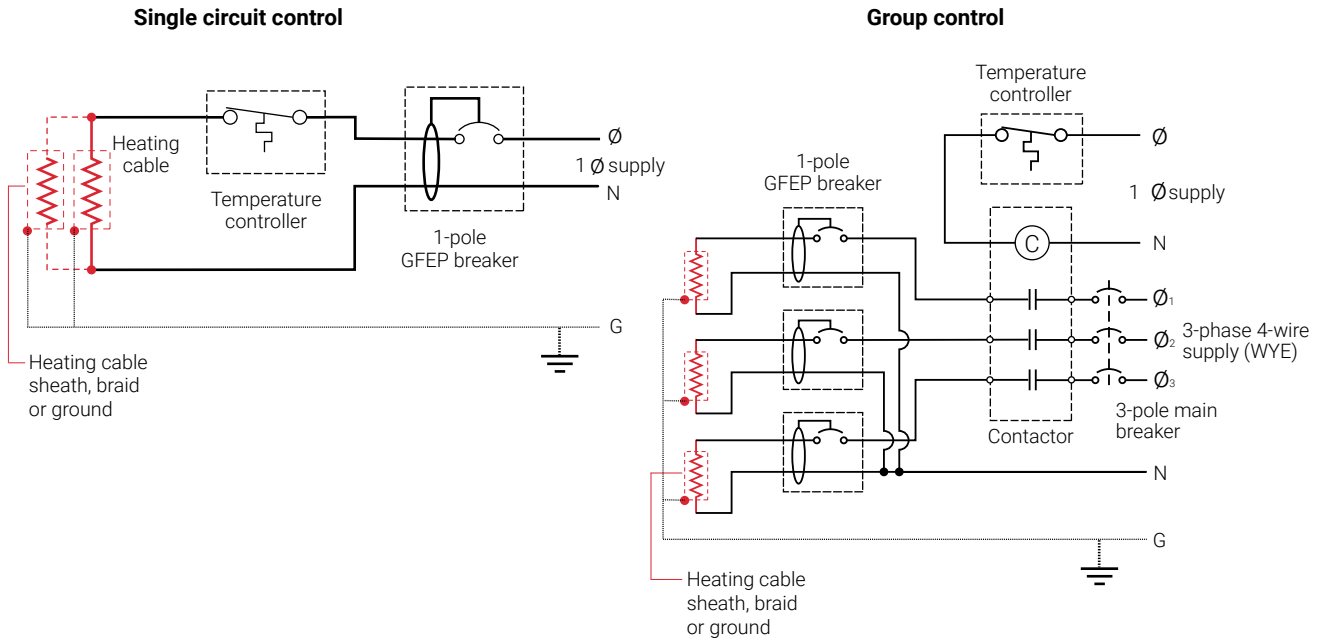 Single circuit control
Heating
cable
Temperature
controller
1-pole
GFEP breaker
Ø
1 Ø supply
N
G
Heating cable
sheath, braid
or ground
Group control
Temperature
controller
Ø
1 Ø supply
N
C
1-pole
GFEP breaker
Ø1
Ø2
Ø3
3-phase 4-wire
supply (WYE)
3-pole main
breaker
Contactor
N
G
Heating cable
sheath, braid
or ground